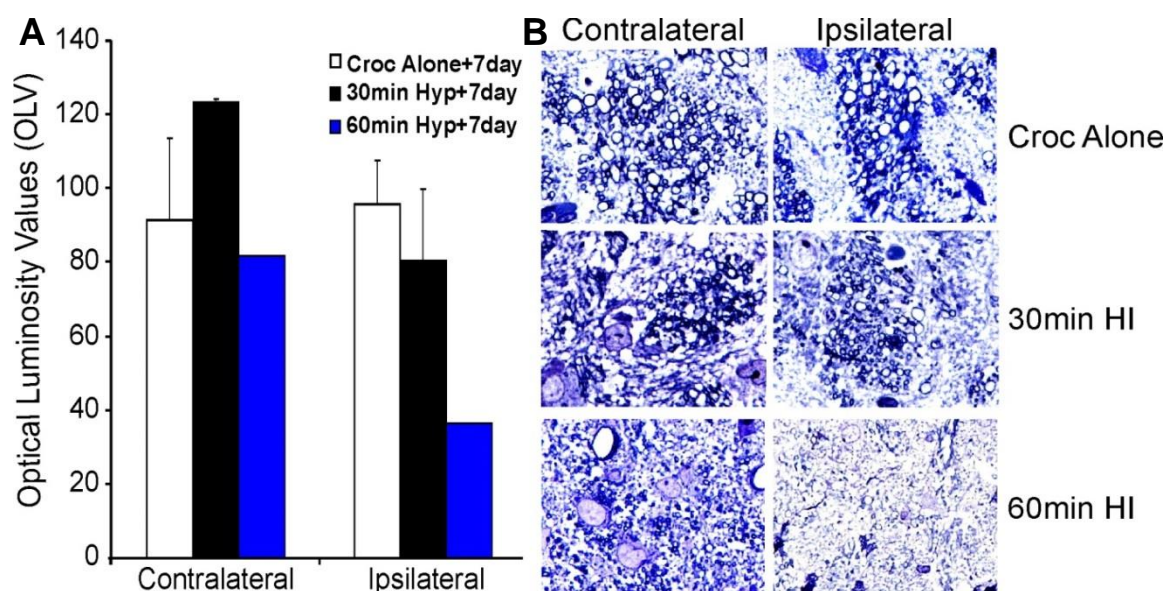 A
Optical Luminosity Values (OLV)
140
120
100
80
60
40
20
0
Croc Alone+7day
30min Hyp+7day
60min Hyp+7day
Contralateral
Ipsilateral
B
Contralateral
Ipsilateral
Croc Alone
30min HI
60min HI